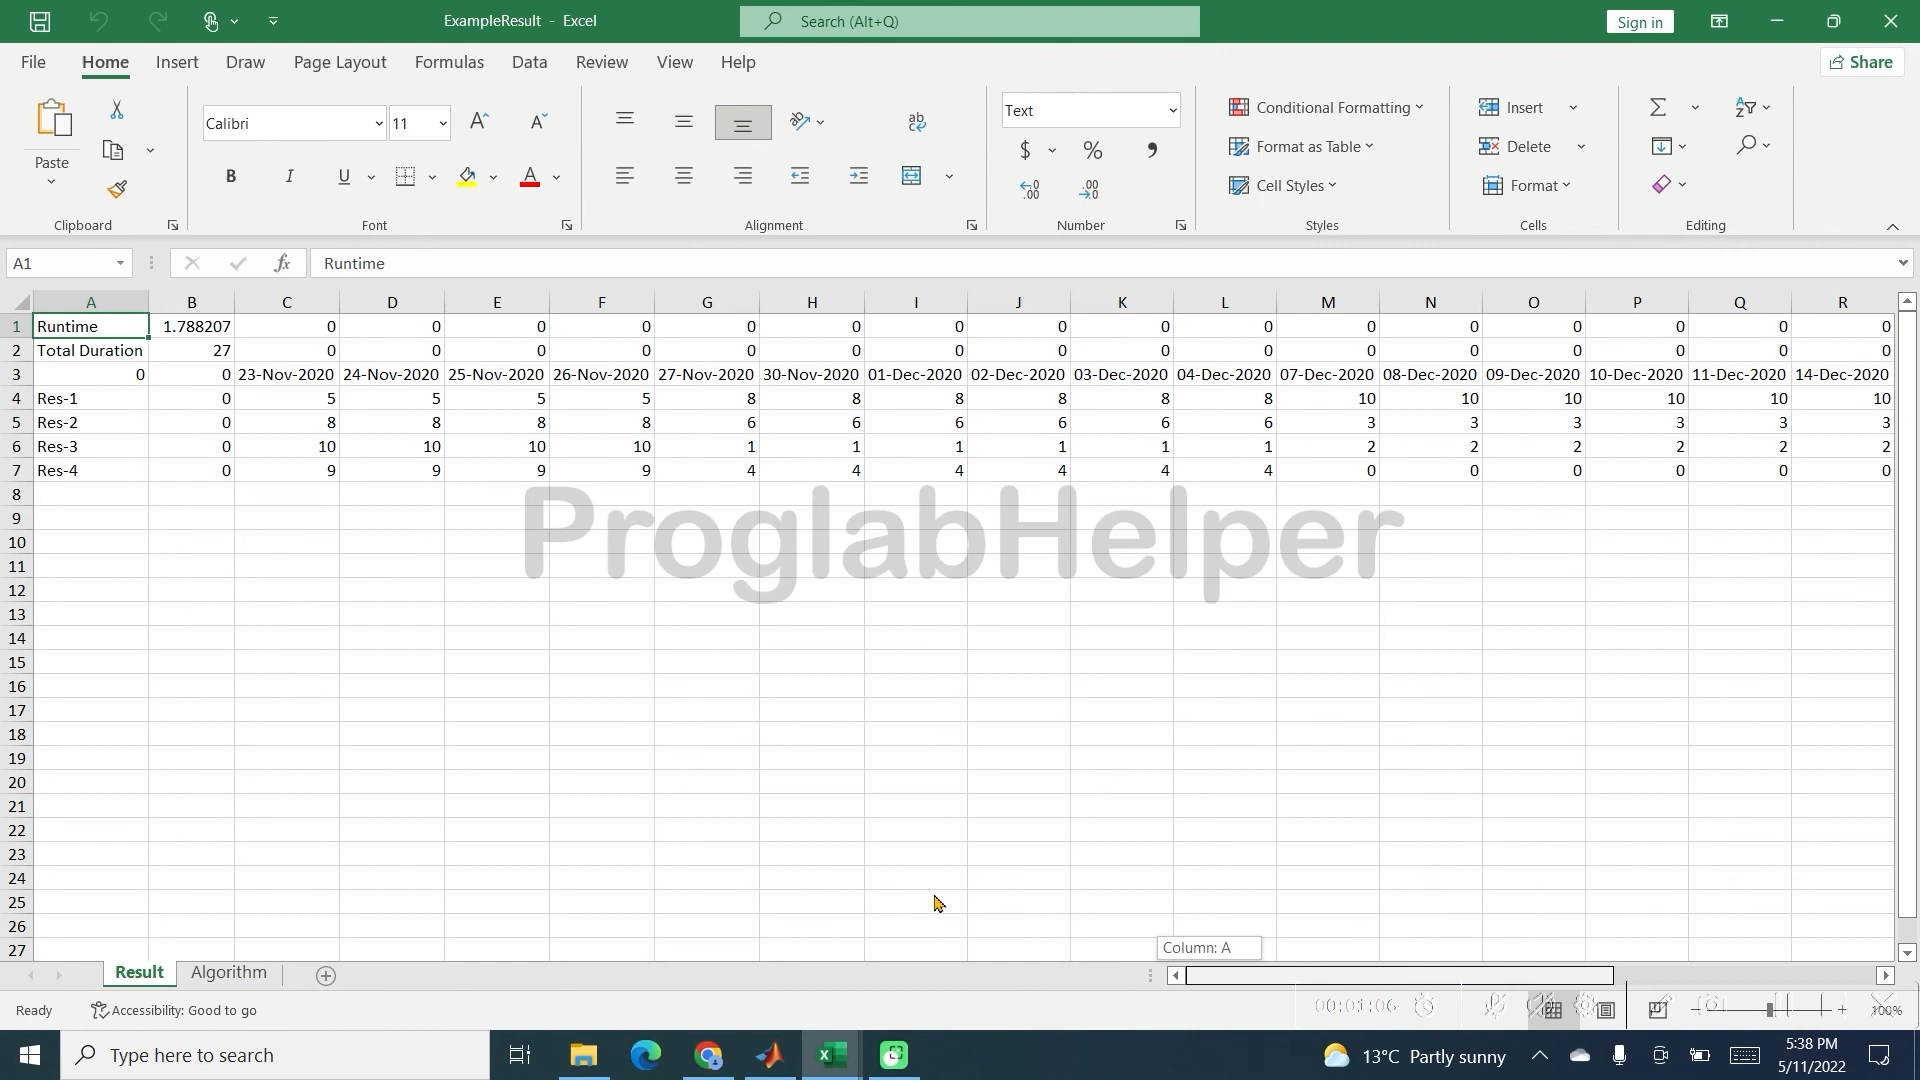 ExampleResult - Excel
Search (Alt+Q)
Sign in
File Home Insert Draw Page Layout Formulas Data Review View Help
Share
Paste
Calibri 11
Text
Conditional Formatting
Format as Table
Cell Styles
Insert
Delete
Format
B I U A
$ % ,
Clipboard Font Alignment Number Styles Cells Editing
A1 fx Runtime
A B C D E F G H I J K L M N O P Q R
1 Runtime 1.788207 0 0 0 0 0 0 0 0 0 0 0 0 0 0 0 0
2 Total Duration 27 0 0 0 0 0 0 0 0 0 0 0 0 0 0 0 0
3 0 0 23-Nov-2020 24-Nov-2020 25-Nov-2020 26-Nov-2020 27-Nov-2020 30-Nov-2020 01-Dec-2020 02-Dec-2020 03-Dec-2020 04-Dec-2020 07-Dec-2020 08-Dec-2020 09-Dec-2020 10-Dec-2020 11-Dec-2020 14-Dec-2020
4 Res-1 0 5 5 5 5 8 8 8 8 8 8 10 10 10 10 10 10
5 Res-2 0 8 8 8 8 6 6 6 6 6 6 3 3 3 3 3 3
6 Res-3 0 10 10 10 10 1 1 1 1 1 1 2 2 2 2 2 2
7 Res-4 0 9 9 9 9 4 4 4 4 4 4 0 0 0 0 0 0
8
9
10
11
12
13
14
15
16
17
18
19
20
21
22
23
24
25
26
27
ProglabHelper
Column: A
Result Algorithm
Ready Accessibility: Good to go
00:01:06
100%
Type here to search
13°C Partly sunny
5:38 PM
5/11/2022